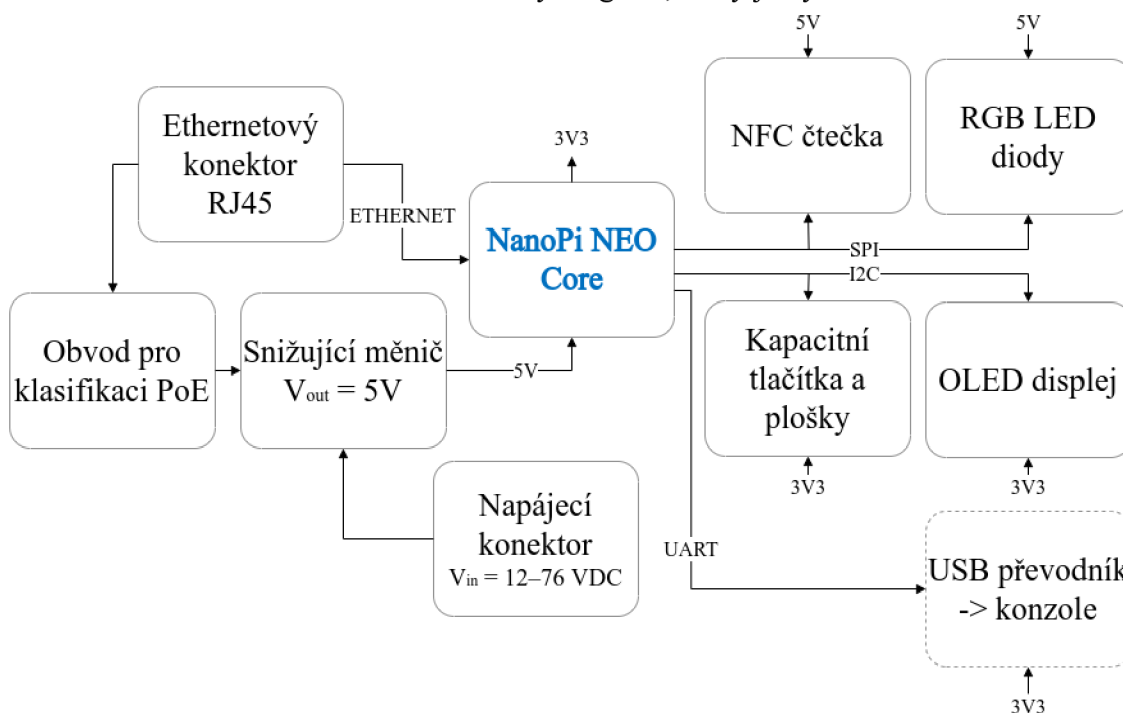 5V
5V
Ethernetový
konektor
RJ45
3V3
NFC čtečka
RGB LED
diody
ETHERNET
NanoPi NEO
Core
SPI
I2C
Obvod pro
klasifikaci PoE
Snižující měnič
Vout = 5V
5V
Kapacitní
tlačítka a
plošky
OLED displej
3V3
3V3
Napájecí
konektor
Vin = 12–76 VDC
UART
USB převodník
-> konzole
3V3